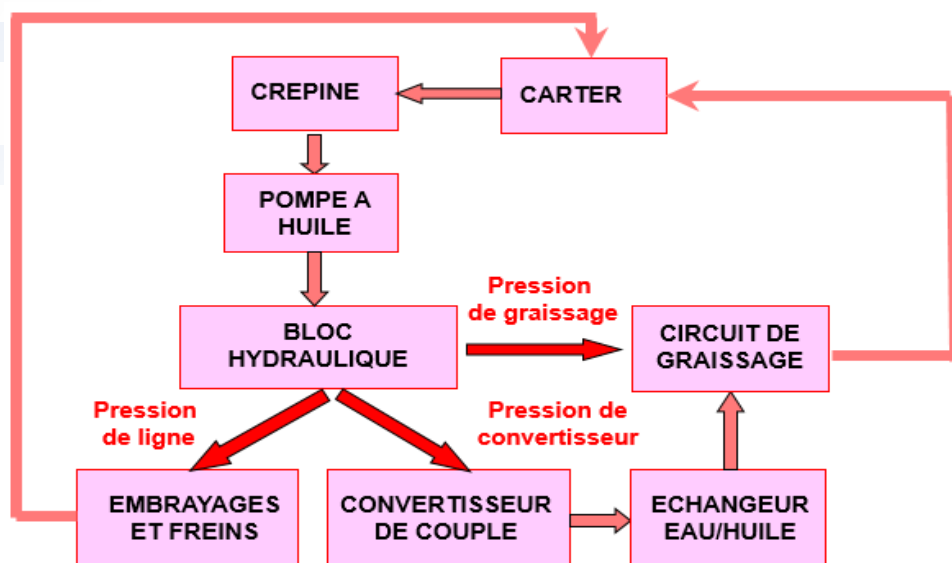 CREPINE
CARTER
POMPE A
HUILE
Pression
de graissage
BLOC
HYDRAULIQUE
CIRCUIT DE
GRAISSAGE
Pression
de ligne
Pression de
convertisseur
EMBRAYAGES
ET FREINS
CONVERTISSEUR
DE COUPLE
ECHANGEUR
EAU/HUILE